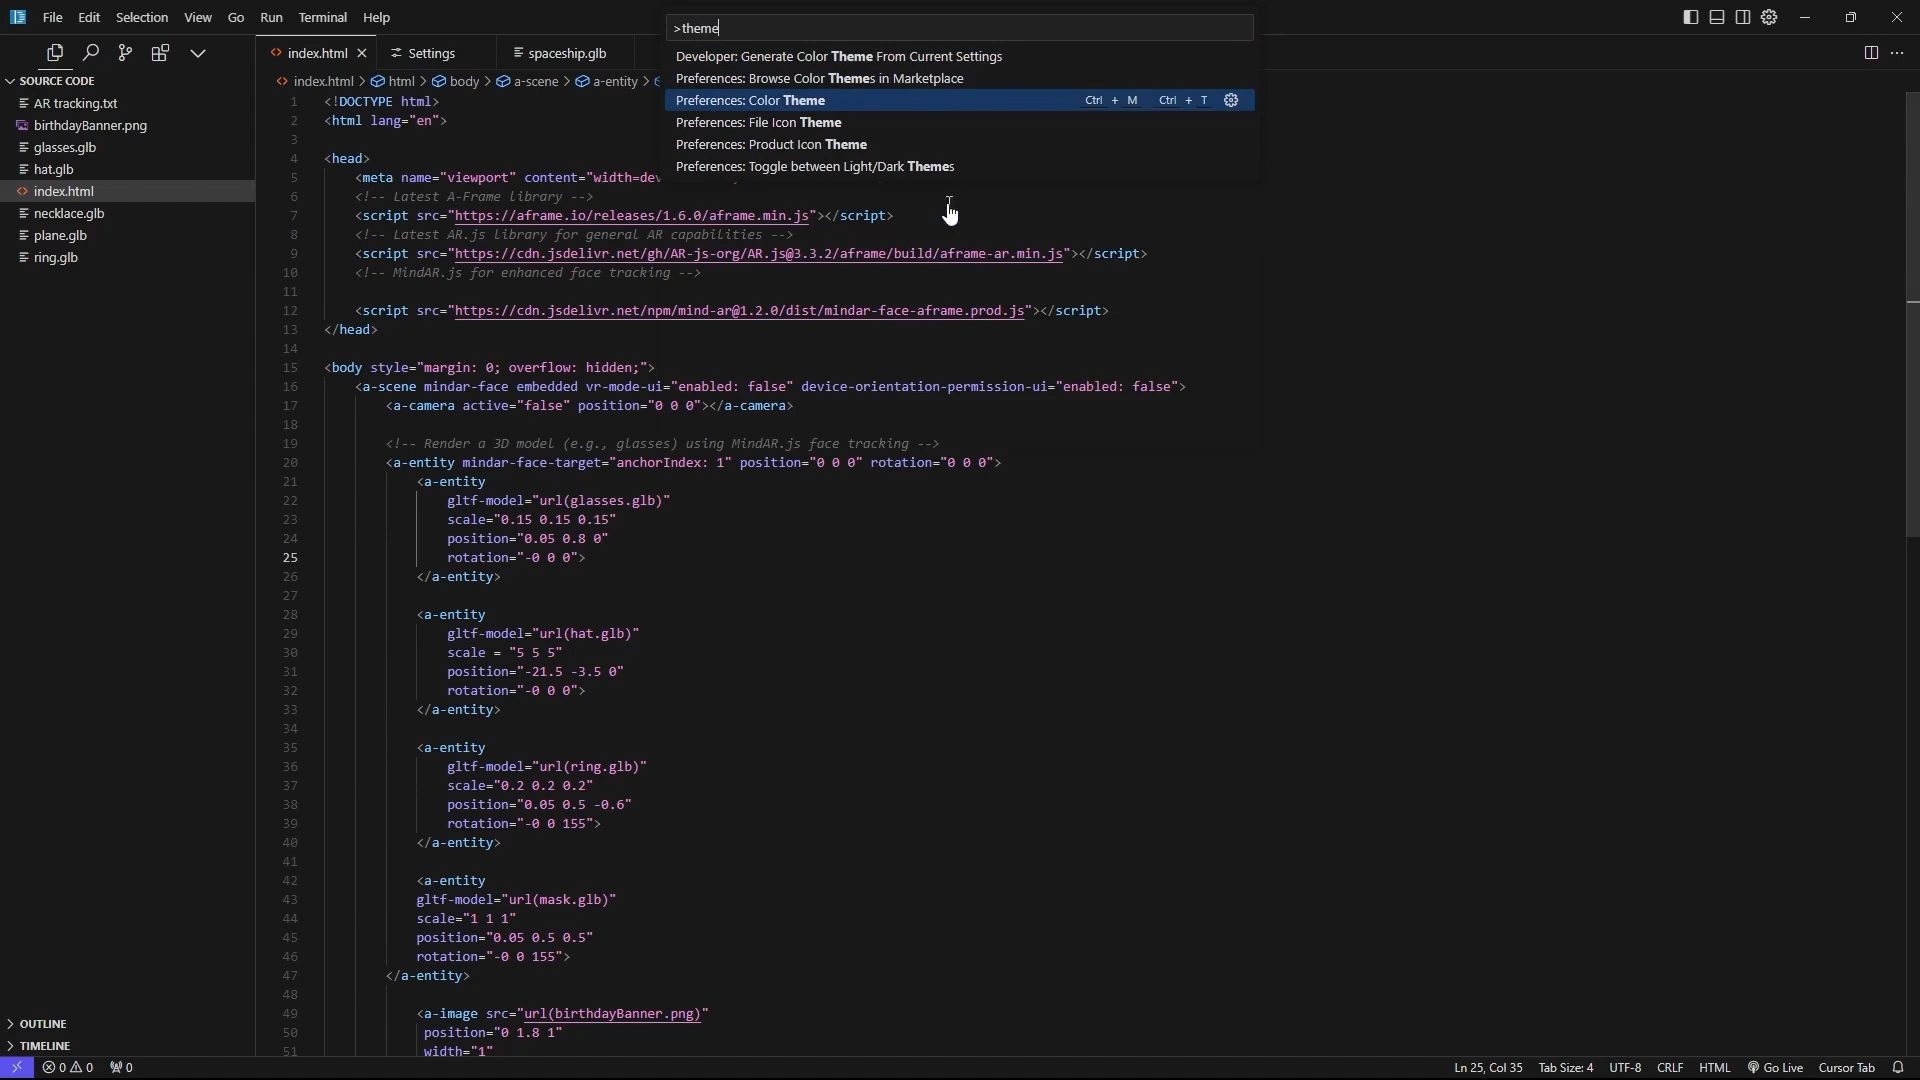 File Edit Selection View Go Run Terminal Help
>theme
Developer: Generate Color Theme From Current Settings
Preferences: Browse Color Themes in Marketplace
Preferences: Color Theme Ctrl + M Ctrl + T
Preferences: File Icon Theme
Preferences: Product Icon Theme
Preferences: Toggle between Light/Dark Themes
SOURCE CODE
AR tracking.txt
birthdayBanner.png
glasses.glb
hat.glb
index.html
necklace.glb
plane.glb
ring.glb
OUTLINE
TIMELINE
index.html Settings spaceship.glb
index.html > html > body > a-scene > a-entity >
1 <!DOCTYPE html>
2 <html lang="en">
3
4 <head>
5 <meta name="viewport" content="width=dev
6 <!-- Latest A-Frame library -->
7 <script src="https://aframe.io/releases/1.6.0/aframe.min.js"></script>
8 <!-- Latest AR.js library for general AR capabilities -->
9 <script src="https://cdn.jsdelivr.net/gh/AR-js-org/AR.js@3.3.2/aframe/build/aframe-ar.min.js"></script>
10 <!-- MindAR.js for enhanced face tracking -->
11
12 <script src="https://cdn.jsdelivr.net/npm/mind-ar@1.2.0/dist/mindar-face-aframe.prod.js"></script>
13 </head>
14
15 <body style="margin: 0; overflow: hidden;">
16 <a-scene mindar-face embedded vr-mode-ui="enabled: false" device-orientation-permission-ui="enabled: false">
17 <a-camera active="false" position="0 0 0"></a-camera>
18
19 <!-- Render a 3D model (e.g., glasses) using MindAR.js face tracking -->
20 <a-entity mindar-face-target="anchorIndex: 1" position="0 0 0" rotation="0 0 0">
21 <a-entity
22 gltf-model="url(glasses.glb)"
23 scale="0.15 0.15 0.15"
24 position="0.05 0.8 0"
25 rotation="-0 0 0">
26 </a-entity>
27
28 <a-entity
29 gltf-model="url(hat.glb)"
30 scale = "5 5 5"
31 position="-21.5 -3.5 0"
32 rotation="-0 0 0">
33 </a-entity>
34
35 <a-entity
36 gltf-model="url(ring.glb)"
37 scale="0.2 0.2 0.2"
38 position="0.05 0.5 -0.6"
39 rotation="-0 0 155">
40 </a-entity>
41
42 <a-entity
43 gltf-model="url(mask.glb)"
44 scale="1 1 1"
45 position="0.05 0.5 0.5"
46 rotation="-0 0 155">
47 </a-entity>
48
49 <a-image src="url(birthdayBanner.png)"
50 position="0 1.8 1"
51 width="1"
0 0 0 Ln 25, Col 35 Tab Size: 4 UTF-8 CRLF HTML Go Live Cursor Tab